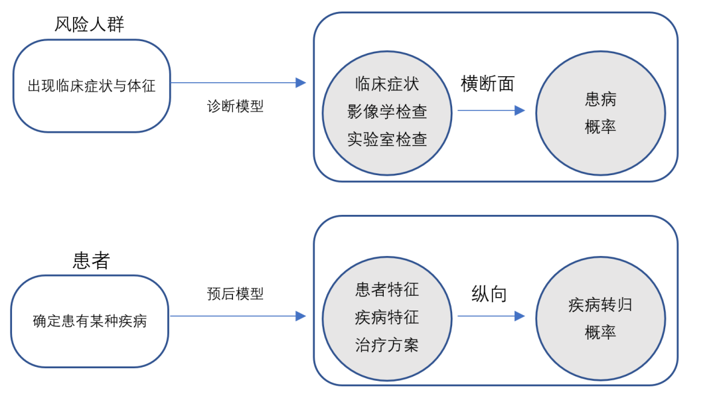 风险人群
出现临床症状与体征
诊断模型
临床症状
影像学检查
实验室检查
横断面
患病
概率
患者
确定患有某种疾病
预后模型
患者特征
疾病特征
治疗方案
纵向
疾病转归
概率